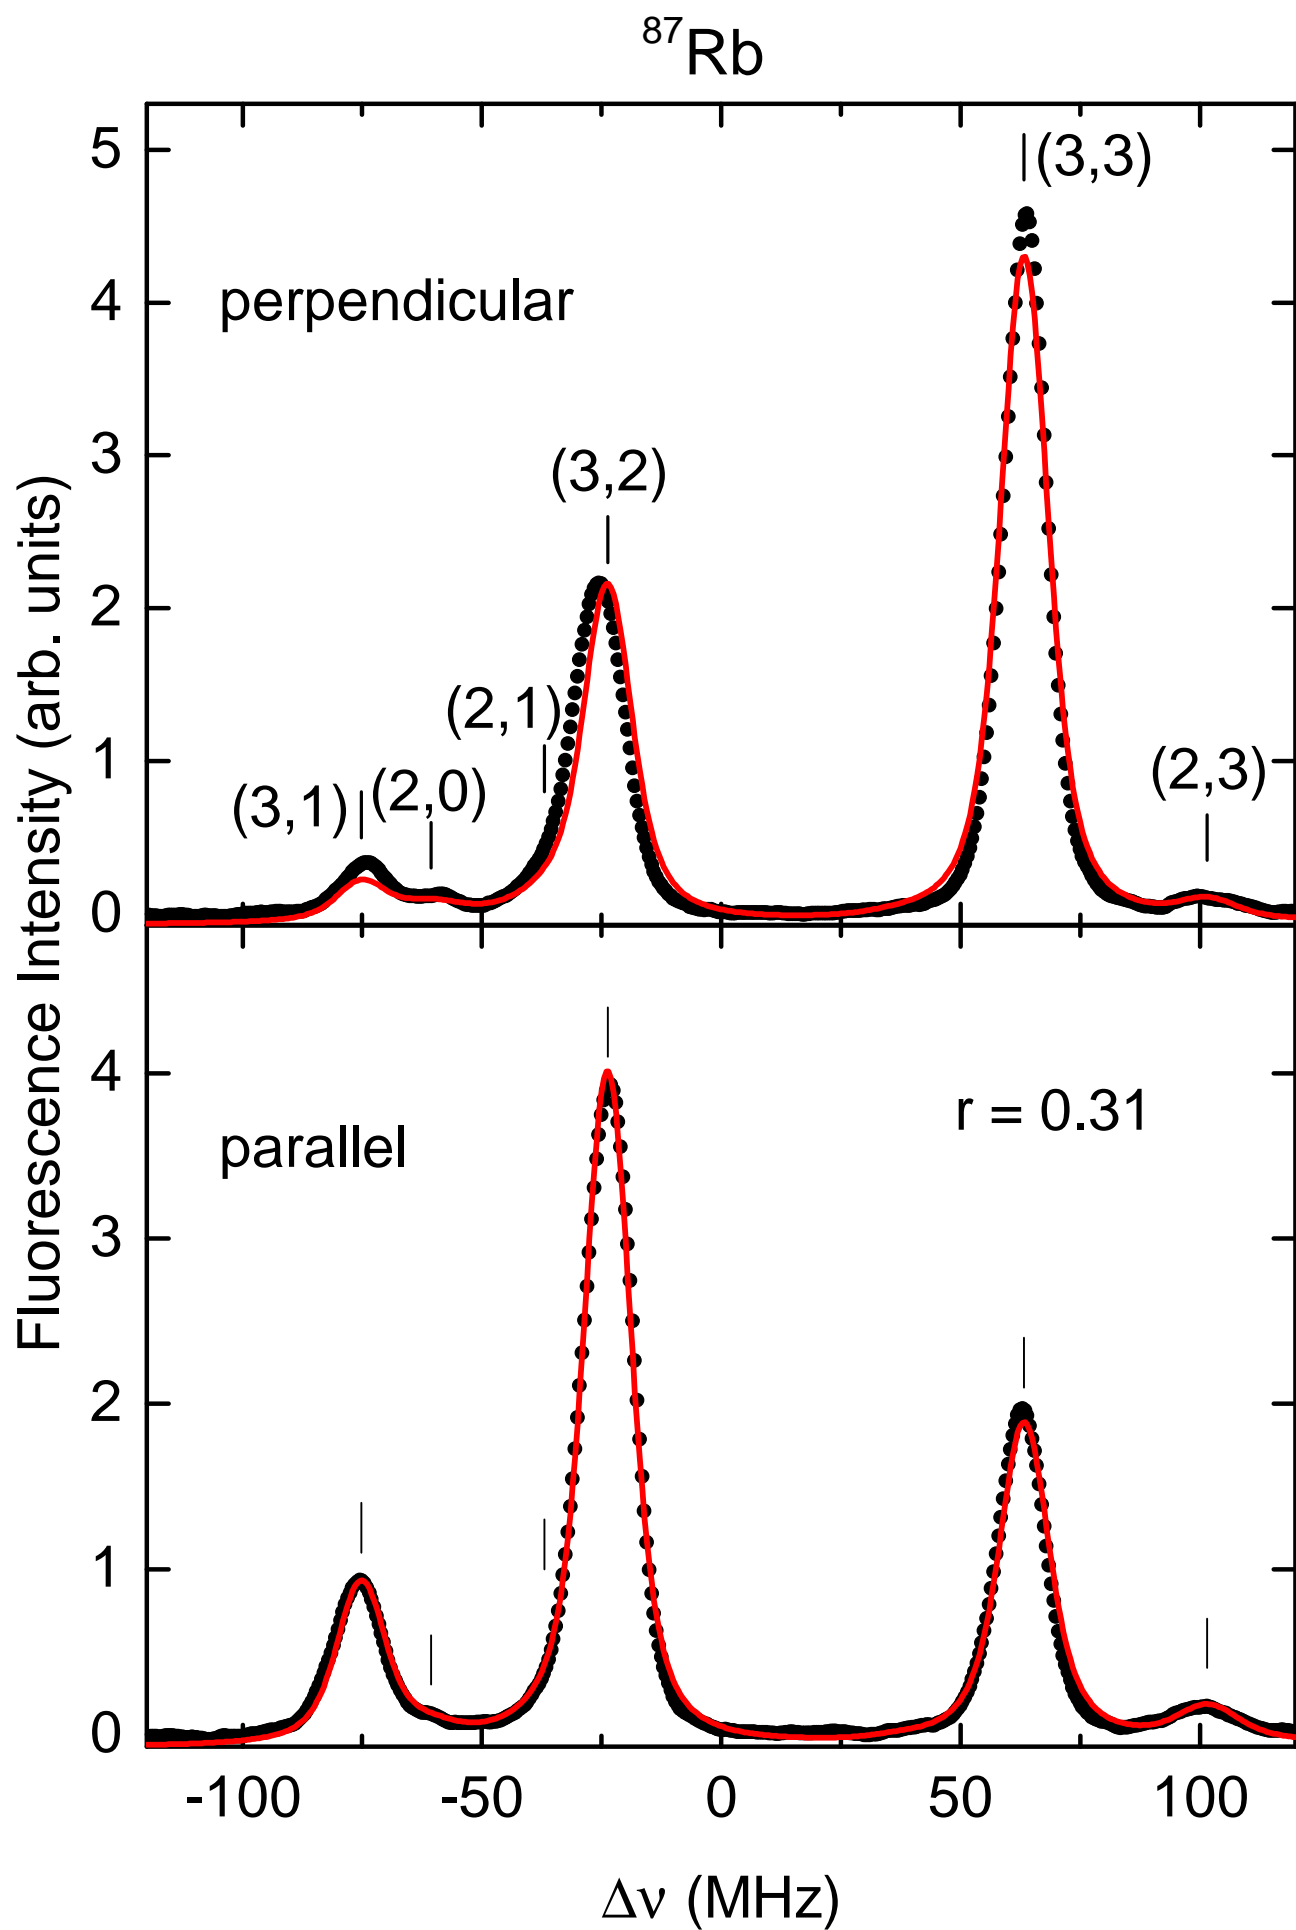 ⁸⁷Rb
5
(3,3)
4
perpendicular
3
(3,2)
2
(2,1)
1
(2,3)
(3,1)
(2,0)
0
Fluorescence Intensity (arb. units)
4
r = 0.31
parallel
3
2
1
0
-100 -50 0 50 100
Δν (MHz)